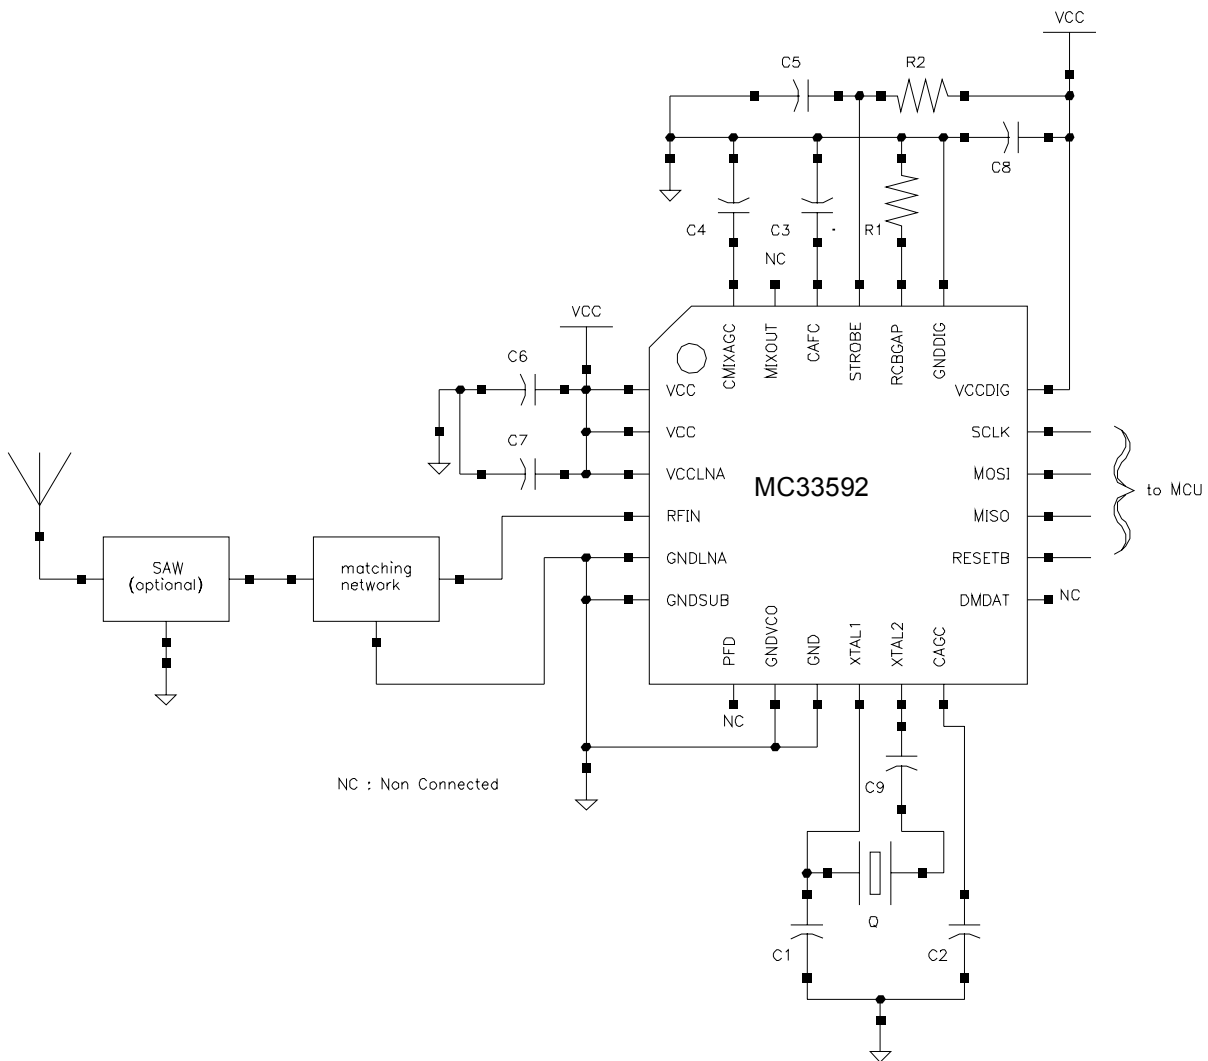 VCC
C5
R2
C8
C4
C3
R1
NC
VCC
C6
C7
CMIXAGC
MIXOUT
CAFC
STROBE
RCBGAP
GNDDIG
VCC
VCC
VCCLNA
RFIN
GNDLNA
GNDSUB
MC33592
VCCDIG
SCLK
MOSI
MISO
RESETB
DMDAT
NC
to MCU
SAW
(optional)
matching
network
PFD
GNDVCO
GND
XTAL1
XTAL2
CAGC
NC
NC : Non Connected
C9
Q
C1
C2